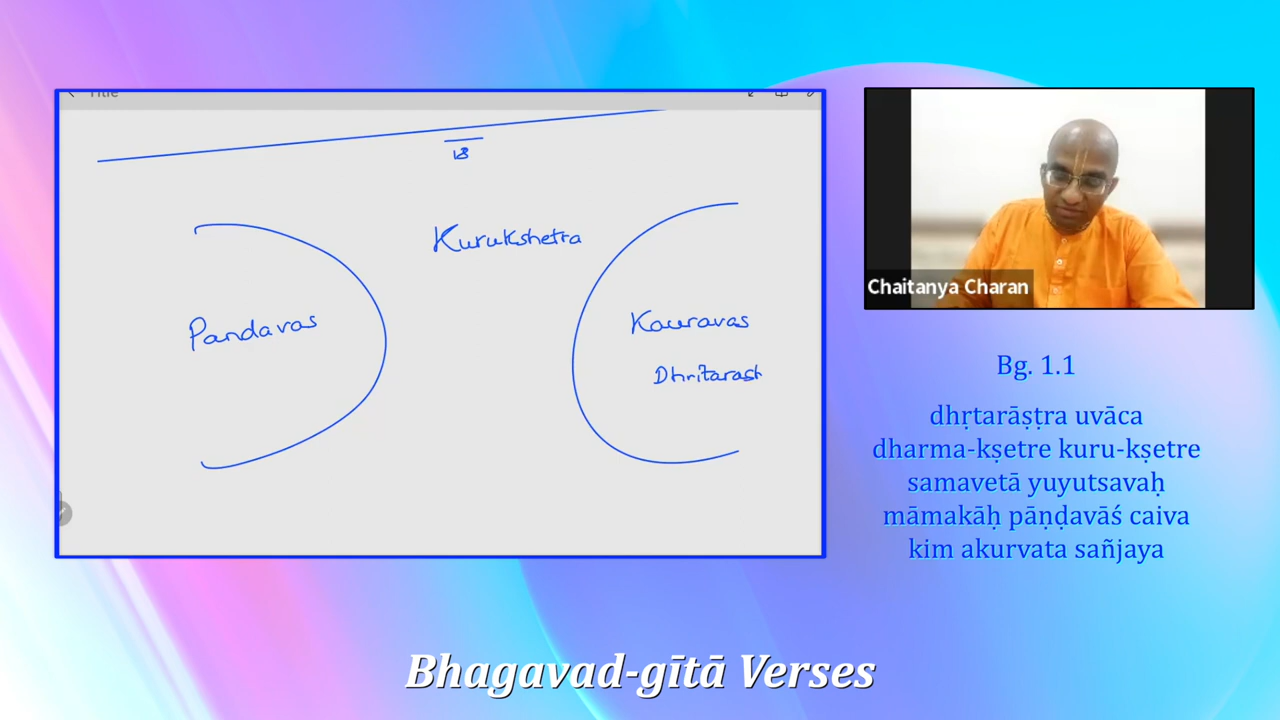 Title
18
Kurukshetra
Pandavas
Kauravas
Dhritarash
Chaitanya Charan
Bg. 1.1
dhṛtarāṣṭra uvāca
dharma-kṣetre kuru-kṣetre
samavetā yuyutsavaḥ
māmakāḥ pāṇḍavāś caiva
kim akurvata sañjaya
Bhagavad-gītā Verses